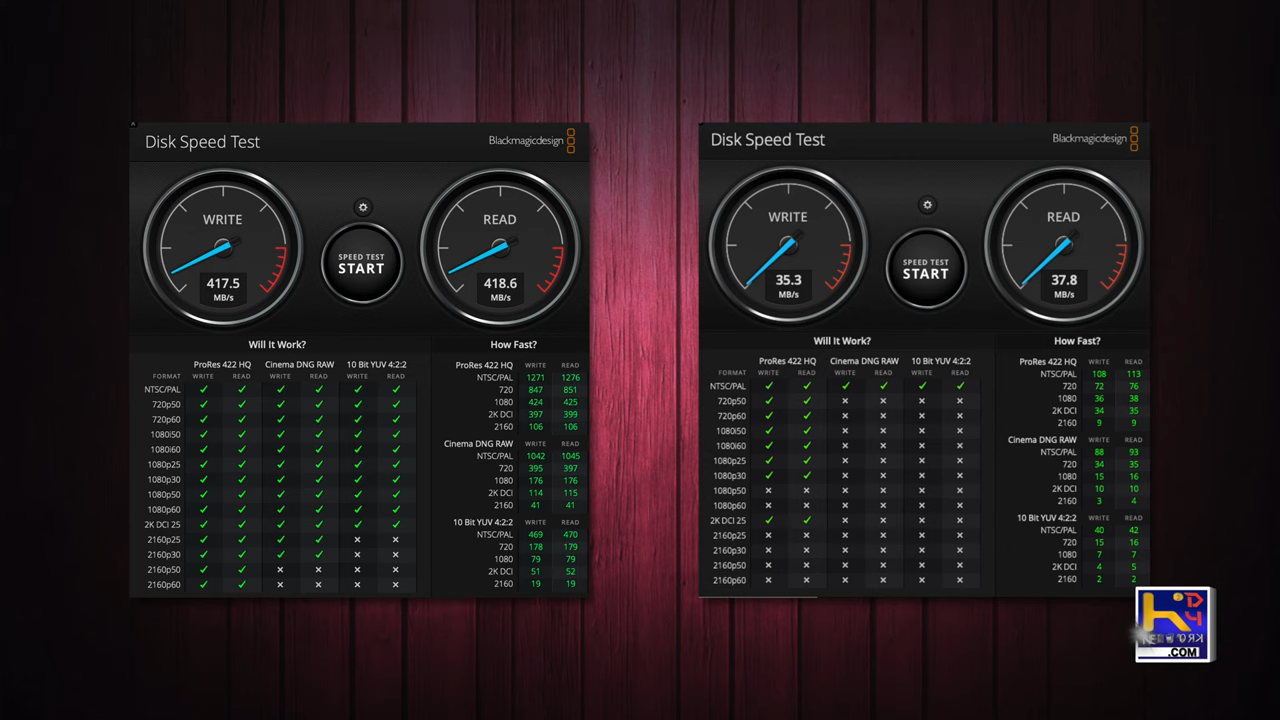 Disk Speed Test
Blackmagicdesign
WRITE
417.5
MB/s
SPEED TEST
START
READ
418.6
MB/s
Will It Work?
ProRes 422 HQ Cinema DNG RAW 10 Bit YUV 4:2:2
FORMAT WRITE READ WRITE READ WRITE READ
NTSC/PAL ✓ ✓ ✓ ✓ ✓ ✓
720p50 ✓ ✓ ✓ ✓ ✓ ✓
720p60 ✓ ✓ ✓ ✓ ✓ ✓
1080i50 ✓ ✓ ✓ ✓ ✓ ✓
1080i60 ✓ ✓ ✓ ✓ ✓ ✓
1080p25 ✓ ✓ ✓ ✓ ✓ ✓
1080p30 ✓ ✓ ✓ ✓ ✓ ✓
1080p50 ✓ ✓ ✓ ✓ ✓ ✓
1080p60 ✓ ✓ ✓ ✓ ✓ ✓
2K DCI 25 ✓ ✓ ✓ ✓ ✓ ✓
2160p25 ✓ ✓ ✓ ✓ × ×
2160p30 ✓ ✓ ✓ ✓ × ×
2160p50 ✓ ✓ × × × ×
2160p60 ✓ ✓ × × × ×
How Fast?
ProRes 422 HQ WRITE READ
NTSC/PAL 1271 1276
720 847 851
1080 424 425
2K DCI 397 399
2160 106 106
Cinema DNG RAW WRITE READ
NTSC/PAL 1042 1045
720 395 397
1080 176 176
2K DCI 114 115
2160 41 41
10 Bit YUV 4:2:2 WRITE READ
NTSC/PAL 469 470
720 178 179
1080 79 79
2K DCI 51 52
2160 19 19
Disk Speed Test
Blackmagicdesign
WRITE
35.3
MB/s
SPEED TEST
START
READ
37.8
MB/s
Will It Work?
ProRes 422 HQ Cinema DNG RAW 10 Bit YUV 4:2:2
FORMAT WRITE READ WRITE READ WRITE READ
NTSC/PAL ✓ ✓ ✓ ✓ ✓ ✓
720p50 ✓ ✓ × × × ×
720p60 ✓ ✓ × × × ×
1080i50 ✓ ✓ × × × ×
1080i60 ✓ ✓ × × × ×
1080p25 ✓ ✓ × × × ×
1080p30 ✓ ✓ × × × ×
1080p50 × × × × × ×
1080p60 × × × × × ×
2K DCI 25 ✓ ✓ × × × ×
2160p25 × × × × × ×
2160p30 × × × × × ×
2160p50 × × × × × ×
2160p60 × × × × × ×
How Fast?
ProRes 422 HQ WRITE READ
NTSC/PAL 108 113
720 72 76
1080 36 38
2K DCI 34 35
2160 9 9
Cinema DNG RAW WRITE READ
NTSC/PAL 88 93
720 34 35
1080 15 16
2K DCI 10 10
2160 3 4
10 Bit YUV 4:2:2 WRITE READ
NTSC/PAL 40 42
720 15 16
1080 7 7
2K DCI 4 5
2160 2 2
.COM